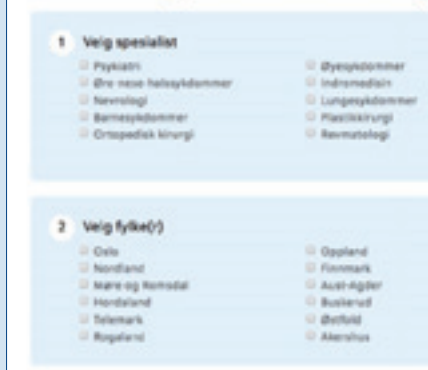 1 Velg spesialist
Psykiatri
Øre nese halssykdommer
Nevrologi
Barnesykdommer
Ortopedisk kirurgi
Øyesykdommer
Indremedisin
Lungesykdommer
Plastikkirurgi
Revmatologi
2 Velg fylke(r)
Oslo
Nordland
Møre og Romsdal
Hordaland
Telemark
Rogaland
Oppland
Finnmark
Aust-Agder
Buskerud
Østfold
Akershus